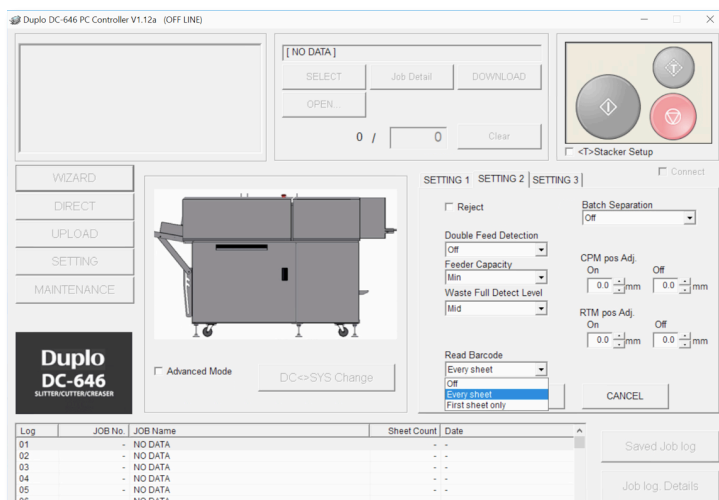 Duplo DC-646 PC Controller V1.12a (OFF LINE)
[ NO DATA ]
SELECT
Job Detail
DOWNLOAD
OPEN...
0 / 0
Clear
T
<T>Stacker Setup
WIZARD
DIRECT
UPLOAD
SETTING
MAINTENANCE
Duplo
DC-646
SLITTER/CUTTER/CREASER
Advanced Mode
DC<>SYS Change
SETTING 1 SETTING 2 SETTING 3
Connect
Reject
Batch Separation
Off
Double Feed Detection
Off
Feeder Capacity
Min
Waste Full Detect Level
Mid
CPM pos Adj.
On Off
0.0 mm 0.0 mm
RTM pos Adj.
On Off
0.0 mm 0.0 mm
Read Barcode
Every sheet
Off
Every sheet
First sheet only
CANCEL
Log JOB No. JOB Name Sheet Count Date
01 - NO DATA - -
02 - NO DATA - -
03 - NO DATA - -
04 - NO DATA - -
05 - NO DATA - -
Saved Job log
Job log. Details